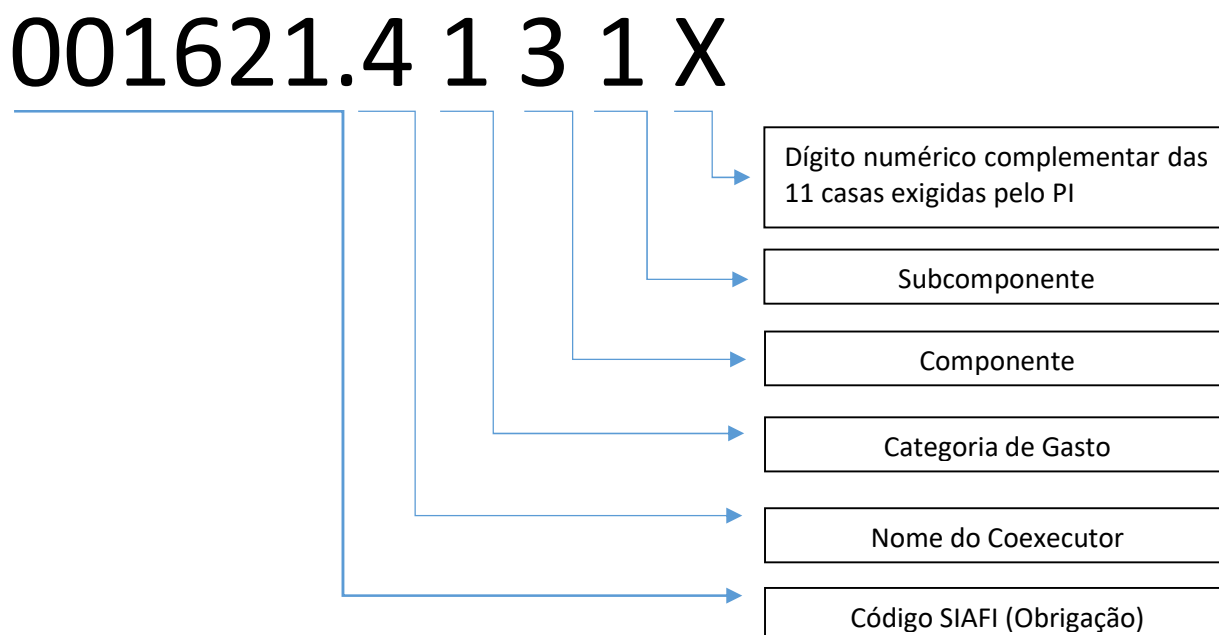 001621.4 1 3 1 X
Dígito numérico complementar das
11 casas exigidas pelo PI
Subcomponente
Componente
Categoria de Gasto
Nome do Coexecutor
Código SIAFI (Obrigação)